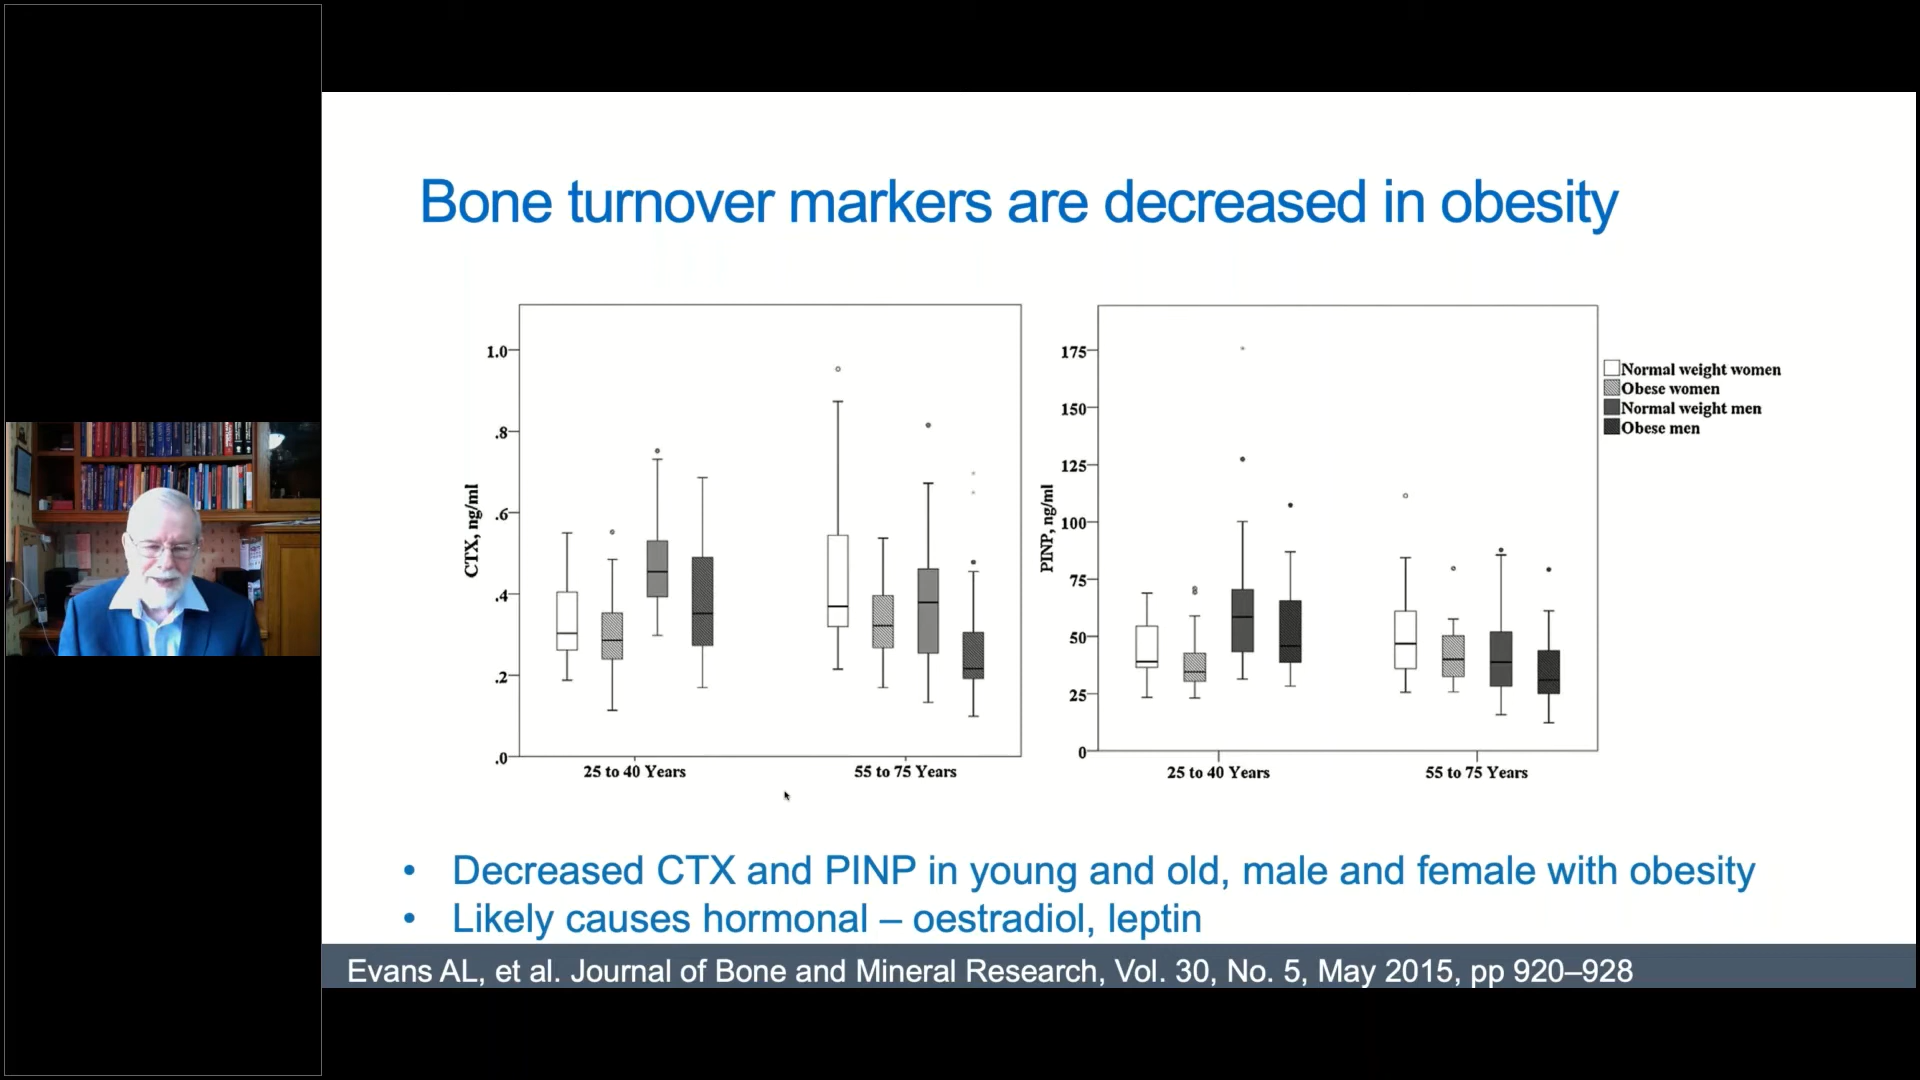 Bone turnover markers are decreased in obesity
CTX, ng/ml
1.0
.8
.6
.4
.2
.0
25 to 40 Years
55 to 75 Years
PINP, ng/ml
175
150
125
100
75
50
25
0
25 to 40 Years
55 to 75 Years
Normal weight women
Obese women
Normal weight men
Obese men
• Decreased CTX and PINP in young and old, male and female with obesity
• Likely causes hormonal – oestradiol, leptin
Evans AL, et al. Journal of Bone and Mineral Research, Vol. 30, No. 5, May 2015, pp 920–928